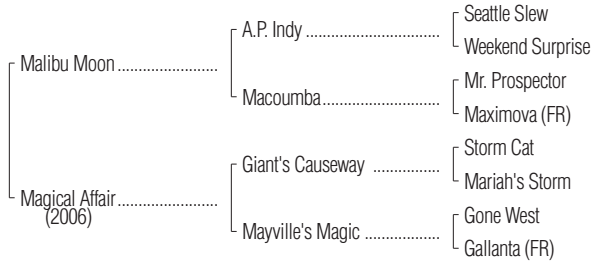 Seattle Slew
A.P. Indy ..............................
Weekend Surprise
Malibu Moon ......................
Mr. Prospector
Macoumba ...........................
Maximova (FR)
Storm Cat
Giant's Causeway .................
Mariah's Storm
Magical Affair ......................
(2006)
Gone West
Mayville's Magic ...................
Gallanta (FR)